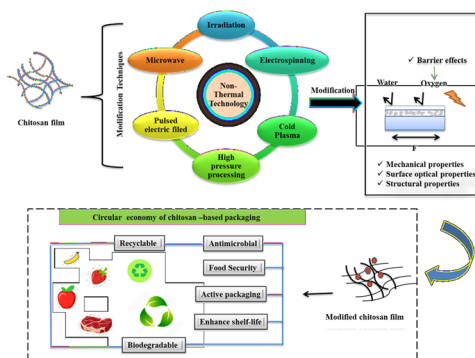 Irradiation
Microwave
Electrospinning
Modification Techniques
Non-
Thermal
Technology
Chitosan film
Pulsed
electric filed
Cold
Plasma
High
pressure
processing
Modification
✓ Barrier effects
Water
Oxygen
F
✓ Mechanical properties
✓ Surface optical properties
✓ Structural properties
Circular economy of chitosan –based packaging
Recyclable
Antimicrobial
Food Security
Active packaging
Enhance shelf-life
Biodegradable
Modified chitosan film